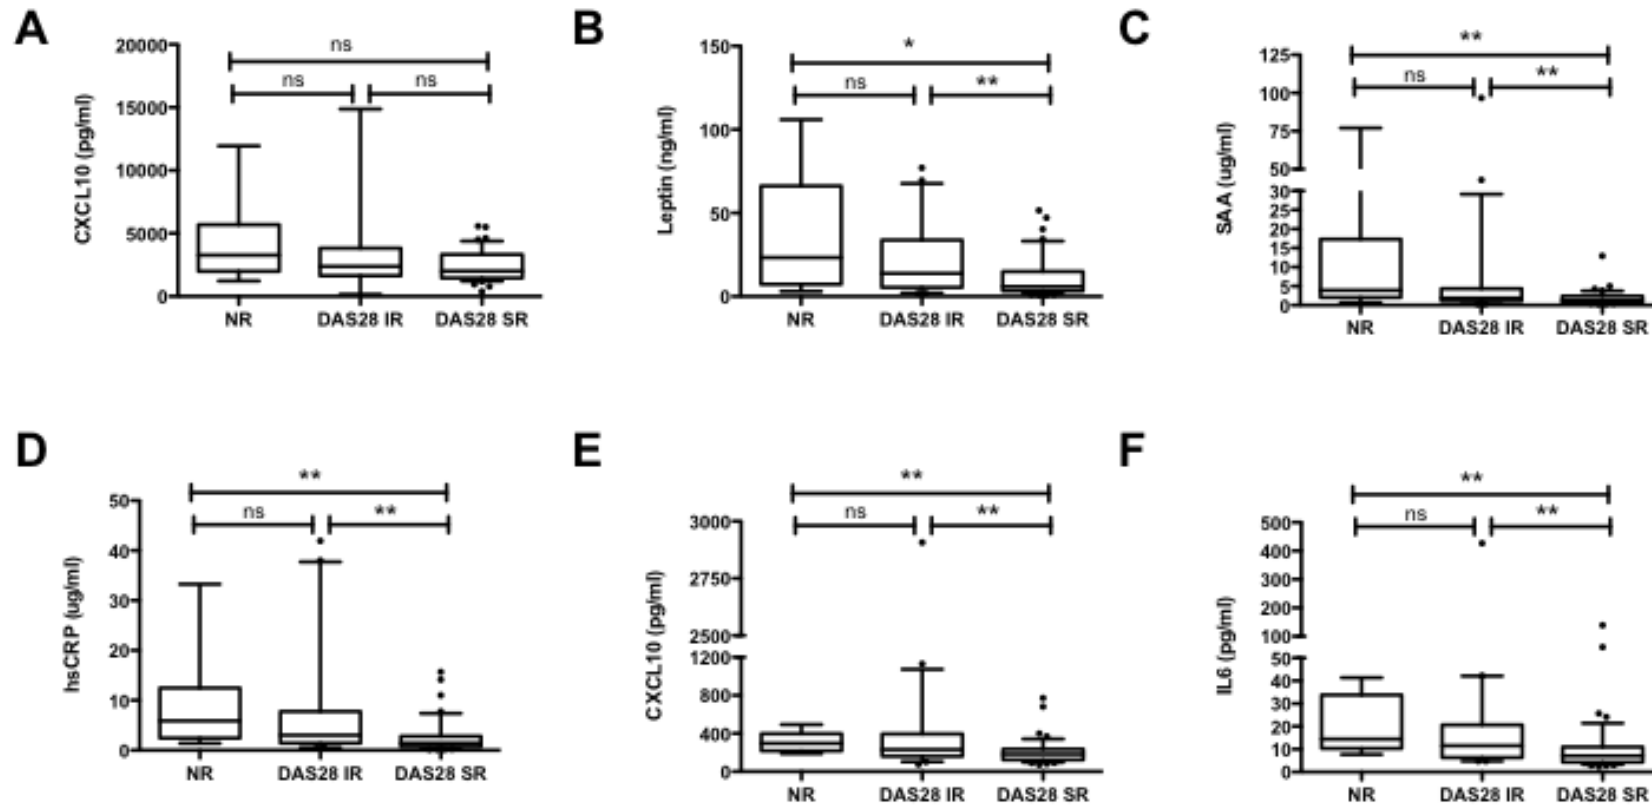 A
CXCL10 (pg/ml)
20000
15000
10000
5000
0
ns
ns
ns
NR
DAS28 IR
DAS28 SR
B
Leptin (ng/ml)
150
100
50
0
*
ns
**
NR
DAS28 IR
DAS28 SR
C
SAA (ug/ml)
125
100
75
50
30
25
20
15
10
5
0
**
ns
**
NR
DAS28 IR
DAS28 SR
D
hsCRP (ug/ml)
50
40
30
20
10
0
**
ns
**
NR
DAS28 IR
DAS28 SR
E
CXCL10 (pg/ml)
3000
2750
2500
1200
800
400
0
**
ns
**
NR
DAS28 IR
DAS28 SR
F
IL6 (pg/ml)
500
400
300
200
100
50
40
30
20
10
0
**
ns
**
NR
DAS28 IR
DAS28 SR